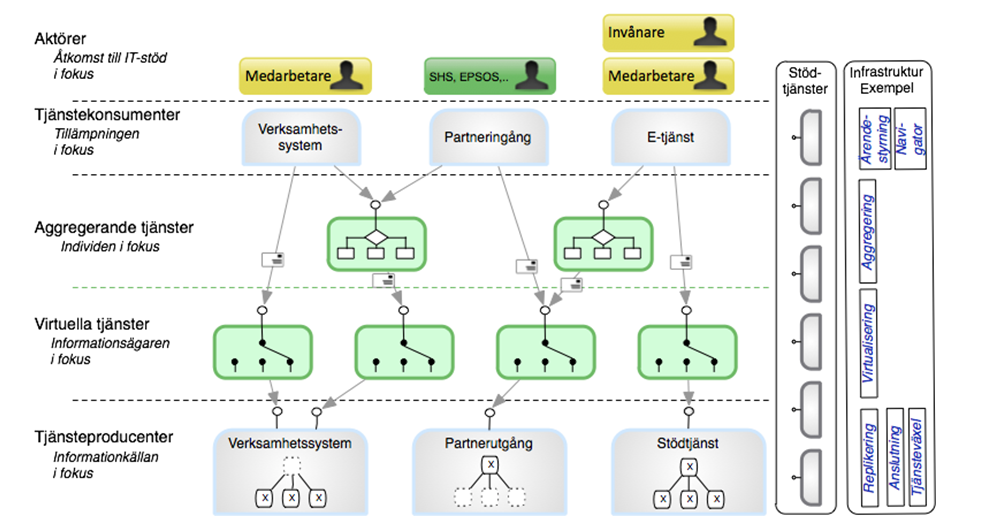 Aktörer
Åtkomst till IT-stöd
i fokus
Medarbetare
SHS, EPSOS,..
Invånare
Medarbetare
Tjänstekonsumenter
Tillämpningen
i fokus
Verksamhets-
system
Partneringång
E-tjänst
Aggregerande tjänster
Individen i fokus
Virtuella tjänster
Informationsägaren
i fokus
Tjänsteproducenter
Informationkällan
i fokus
Verksamhetssystem
X
X
X
Partnerutgång
X
Stödtjänst
X
X
X
X
Stöd-
tjänster
Infrastruktur
Exempel
Ärende-
styrning
Navi-
gator
Aggregering
Virtualisering
Replikering
Anslutning
Tjänsteväxel